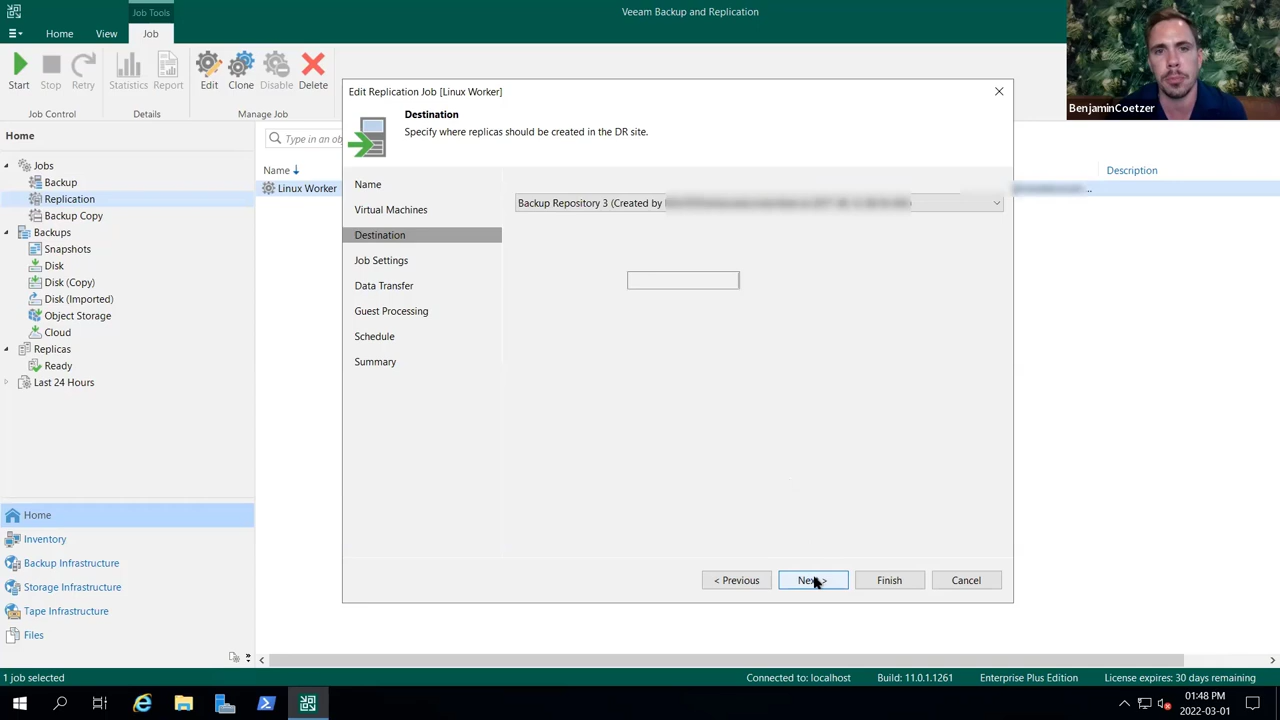 Job Tools
Veeam Backup and Replication
Home
View
Job
Start
Stop
Retry
Statistics
Report
Edit
Clone
Disable
Delete
Job Control
Details
Manage Job
BenjaminCoetzer
Edit Replication Job [Linux Worker]
Destination
Specify where replicas should be created in the DR site.
Home
Type in an ob
Jobs
Backup
Replication
Backup Copy
Backups
Snapshots
Disk
Disk (Copy)
Disk (Imported)
Object Storage
Cloud
Replicas
Ready
Last 24 Hours
Name
Description
Linux Worker
..
Name
Virtual Machines
Destination
Job Settings
Data Transfer
Guest Processing
Schedule
Summary
Backup Repository 3 (Created by
< Previous
Next >
Finish
Cancel
Home
Inventory
Backup Infrastructure
Storage Infrastructure
Tape Infrastructure
Files
1 job selected
Connected to: localhost
Build: 11.0.1.1261
Enterprise Plus Edition
License expires: 30 days remaining
01:48 PM
2022-03-01